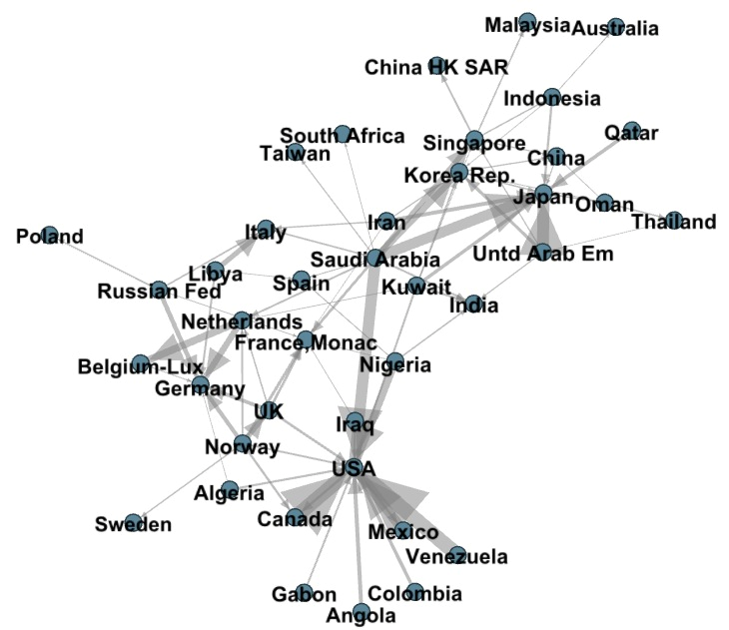 Malaysia
Australia
China HK SAR
Indonesia
South Africa
Singapore
Qatar
Taiwan
China
Korea Rep.
Japan
Oman
Iran
Thailand
Poland
Italy
Saudi Arabia
Untd Arab Em
Libya
Spain
Kuwait
Russian Fed
India
Netherlands
France,Monac
Belgium-Lux
Nigeria
Germany
UK
Iraq
Norway
USA
Algeria
Sweden
Canada
Mexico
Venezuela
Gabon
Colombia
Angola